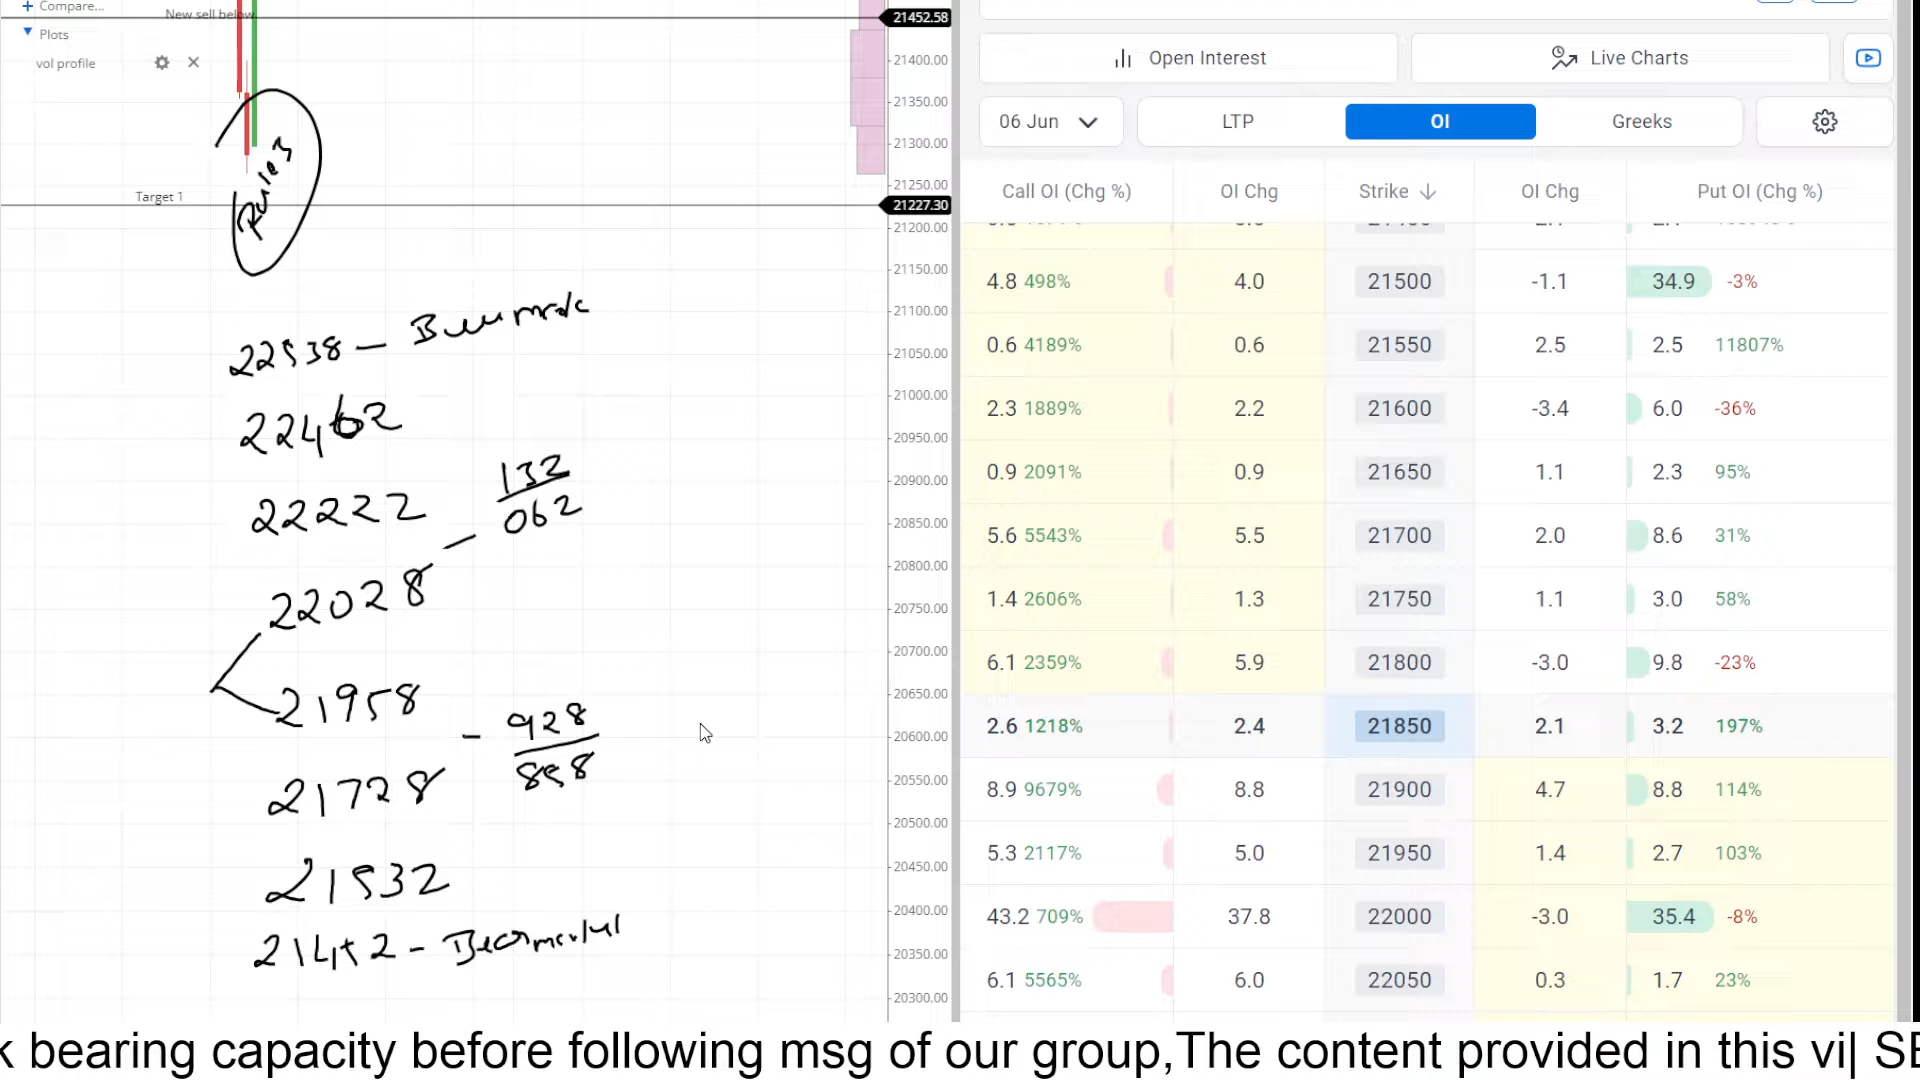 Compare...
New sell below
21452.58
Plots
vol profile
21400.00
21350.00
21300.00
21250.00
Target 1
21227.30
21200.00
21150.00
21100.00
21050.00
21000.00
20950.00
20900.00
20850.00
20800.00
20750.00
20700.00
20650.00
20600.00
20550.00
20500.00
20450.00
20400.00
20350.00
20300.00
Rule 3
22538 -
22462
22222
22028 - 132
062
21958
- 928
858
21728
21532
21452 -
Open Interest
Live Charts
06 Jun
LTP
OI
Greeks
Call OI (Chg %) OI Chg Strike ↓ OI Chg Put OI (Chg %)
4.8 498% 4.0 21500 -1.1 34.9 -3%
0.6 4189% 0.6 21550 2.5 2.5 11807%
2.3 1889% 2.2 21600 -3.4 6.0 -36%
0.9 2091% 0.9 21650 1.1 2.3 95%
5.6 5543% 5.5 21700 2.0 8.6 31%
1.4 2606% 1.3 21750 1.1 3.0 58%
6.1 2359% 5.9 21800 -3.0 9.8 -23%
2.6 1218% 2.4 21850 2.1 3.2 197%
8.9 9679% 8.8 21900 4.7 8.8 114%
5.3 2117% 5.0 21950 1.4 2.7 103%
43.2 709% 37.8 22000 -3.0 35.4 -8%
6.1 5565% 6.0 22050 0.3 1.7 23%
k bearing capacity before following msg of our group,The content provided in this vi| SE